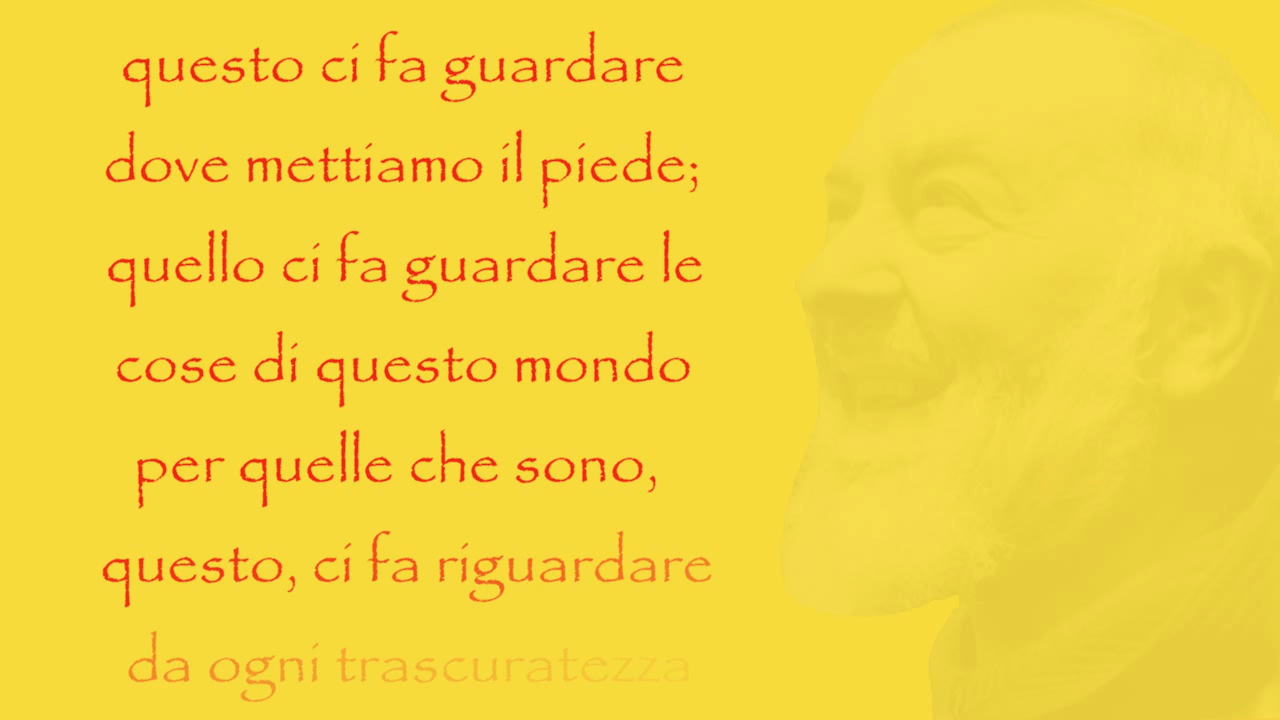 questo ci fa guardare
dove mettiamo il piede;
quello ci fa guardare le
cose di questo mondo
per quelle che sono,
questo, ci fa riguardare
da ogni trascuratezza